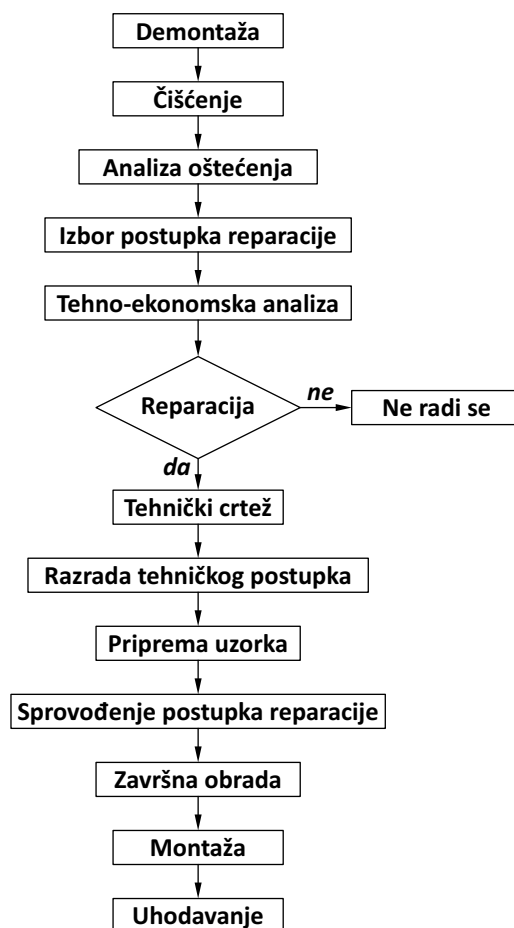 Demontaža
Čišćenje
Analiza oštećenja
Izbor postupka reparacije
Tehno-ekonomska analiza
Reparacija
ne
Ne radi se
da
Tehnički crtež
Razrada tehničkog postupka
Priprema uzorka
Sprovođenje postupka reparacije
Završna obrada
Montaža
Uhodavanje